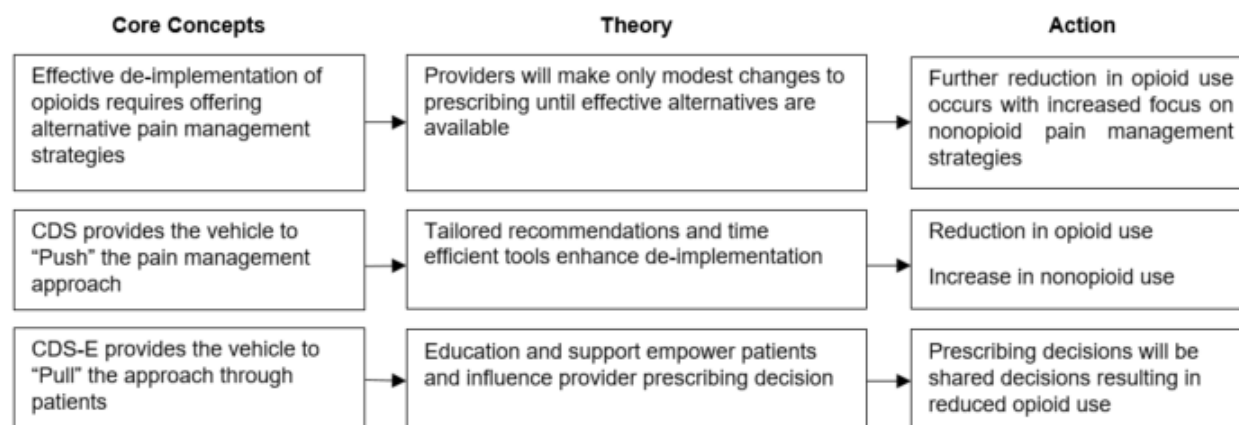 Core Concepts
Theory
Action
Effective de-implementation of
opioids requires offering
alternative pain management
strategies
Providers will make only modest changes to
prescribing until effective alternatives are
available
Further reduction in opioid use
occurs with increased focus on
nonopioid pain management
strategies
CDS provides the vehicle to
“Push” the pain management
approach
Tailored recommendations and time
efficient tools enhance de-implementation
Reduction in opioid use
Increase in nonopioid use
CDS-E provides the vehicle to
“Pull” the approach through
patients
Education and support empower patients
and influence provider prescribing decision
Prescribing decisions will be
shared decisions resulting in
reduced opioid use